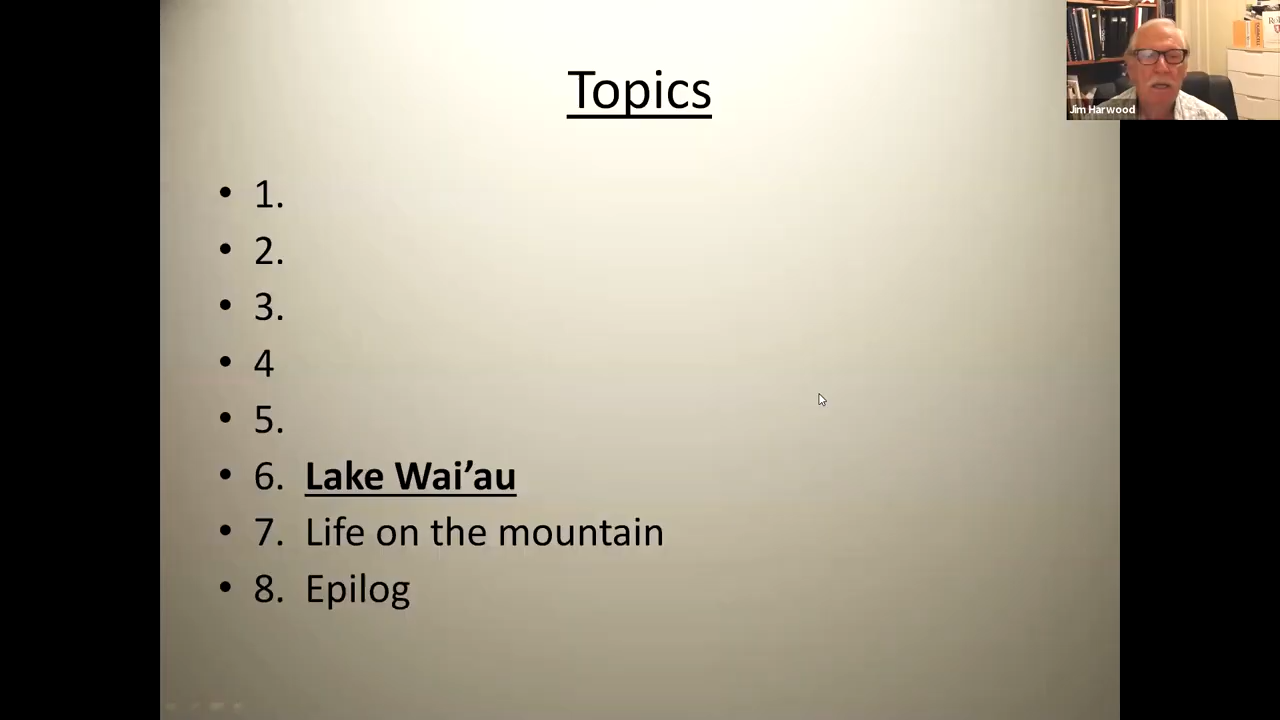 Topics
Jim Harwood
• 1.
• 2.
• 3.
• 4
• 5.
• 6. Lake Wai’au
• 7. Life on the mountain
• 8. Epilog